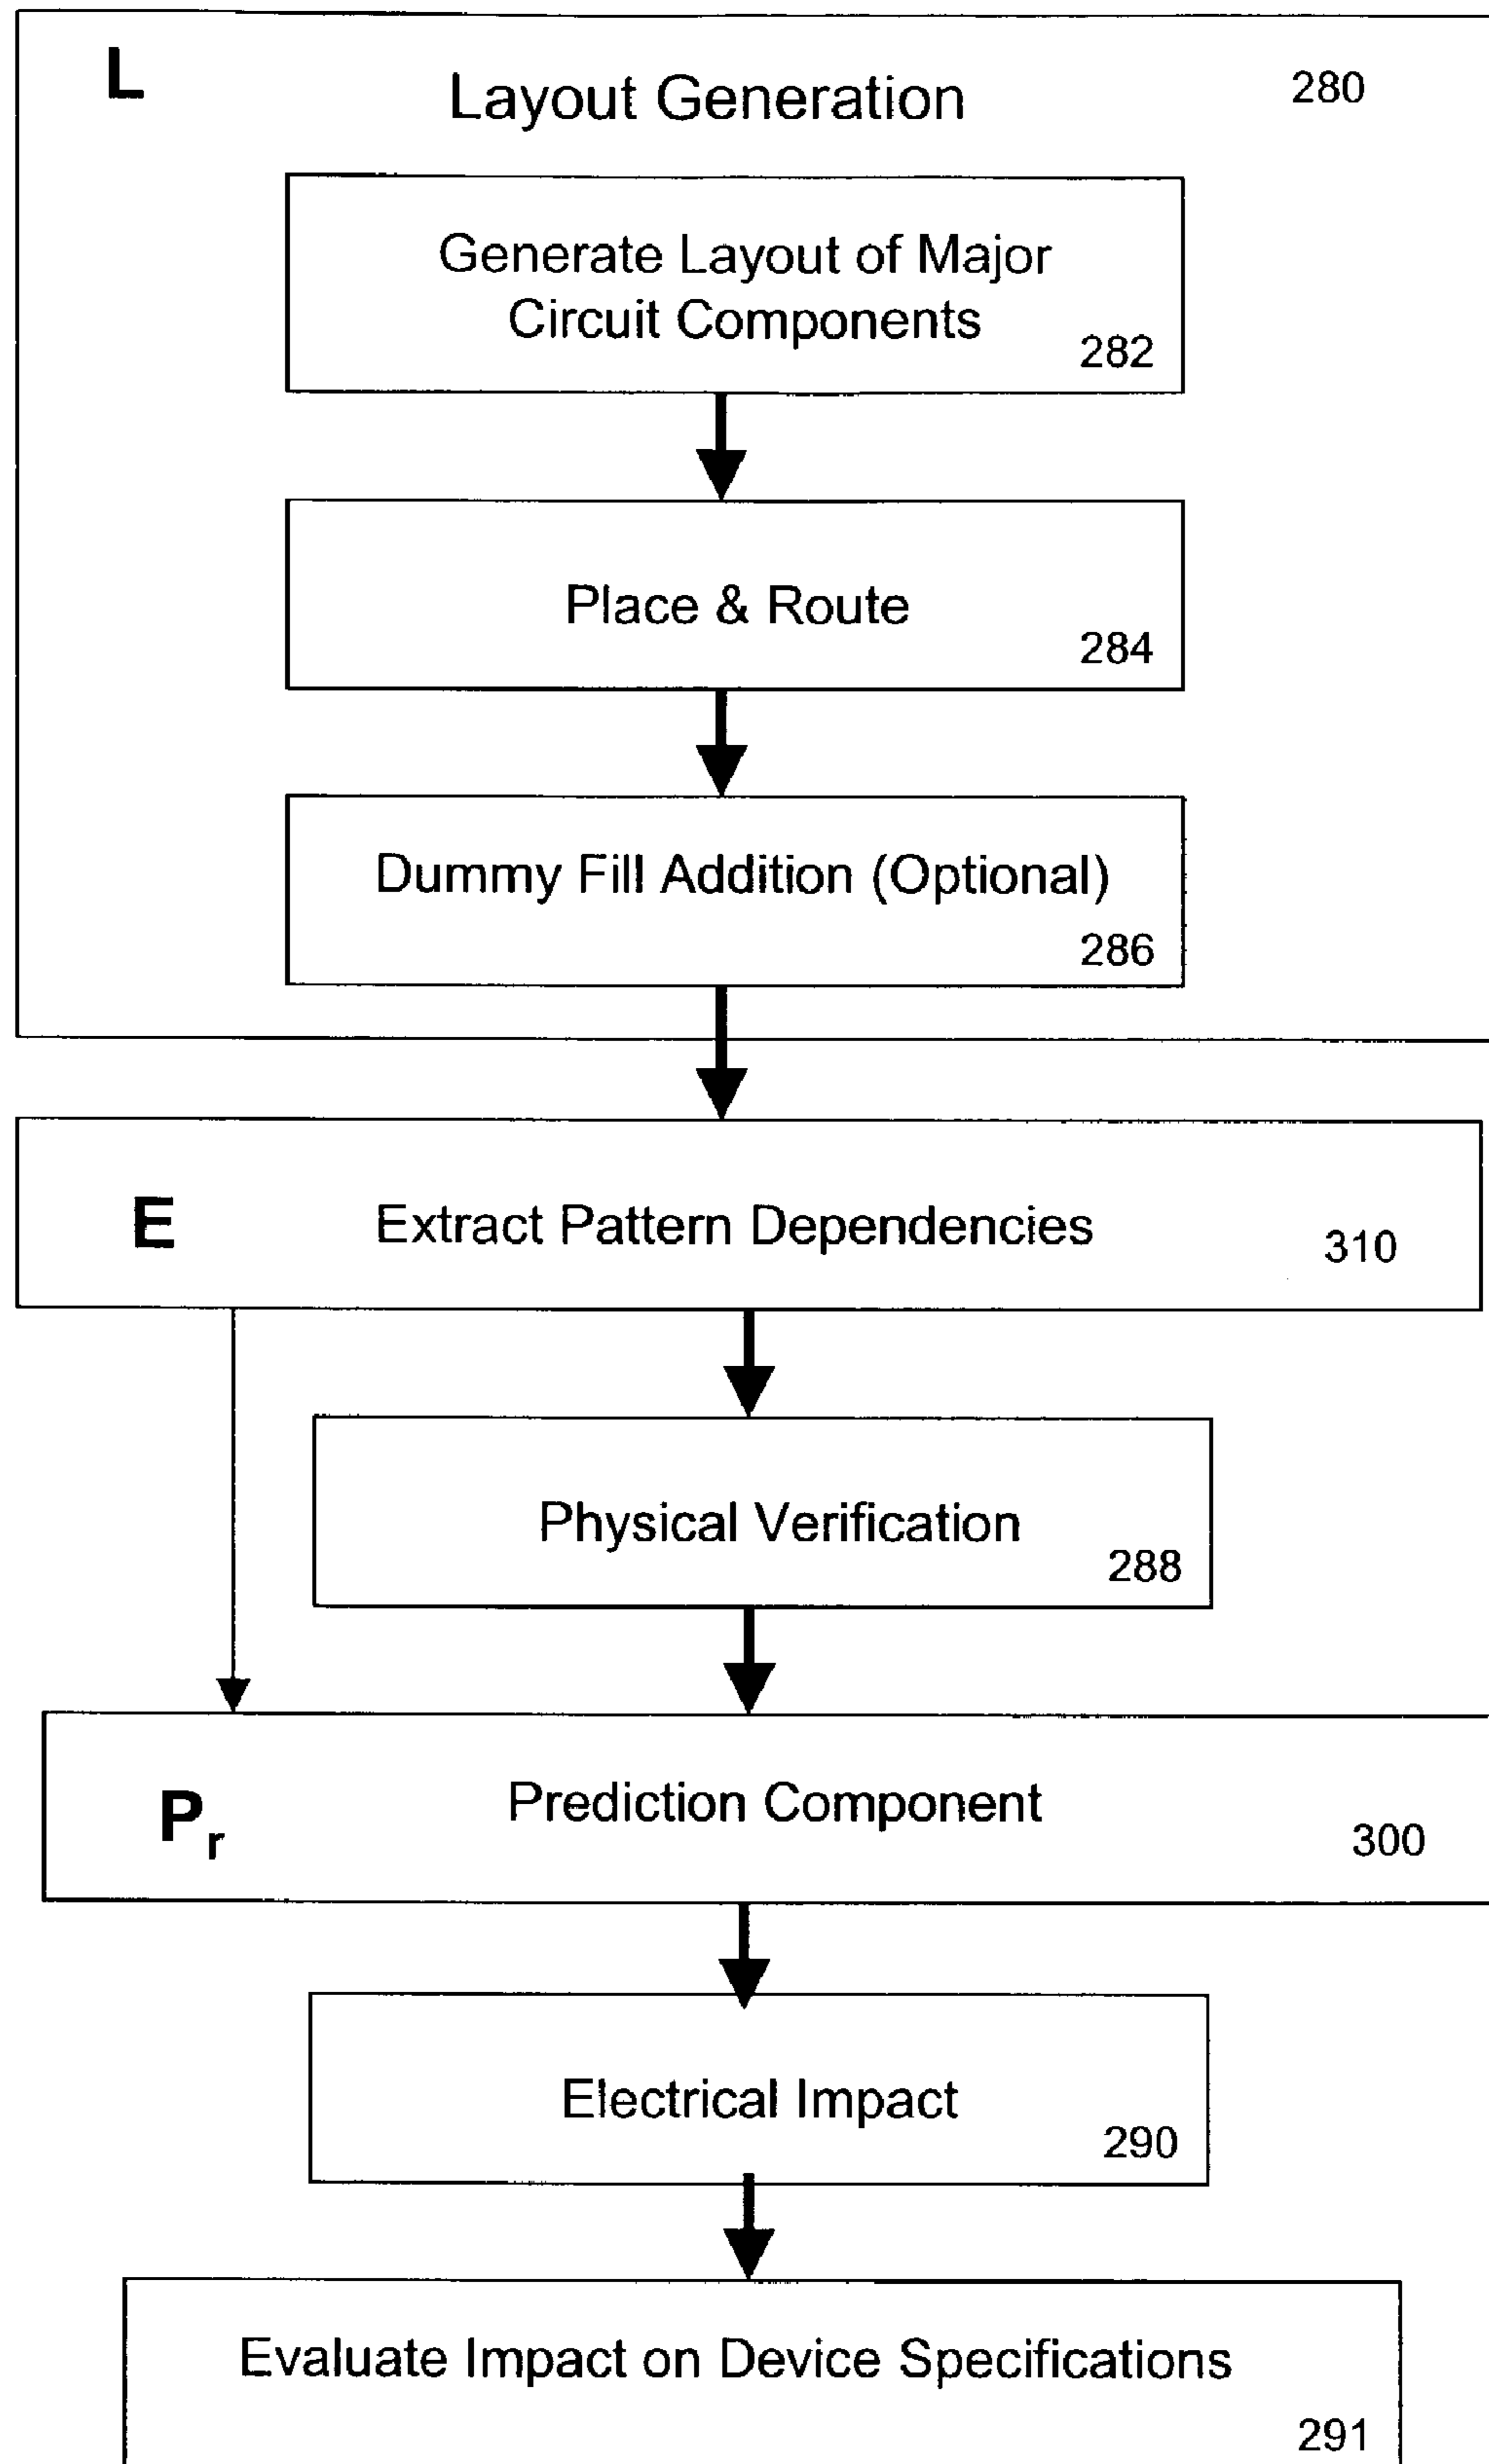 L
Layout Generation
280
Generate Layout of Major
Circuit Components
282
Place & Route
284
Dummy Fill Addition (Optional)
286
E
Extract Pattern Dependencies
310
Physical Verification
288
Pr
Prediction Component
300
Electrical Impact
290
Evaluate Impact on Device Specifications
291